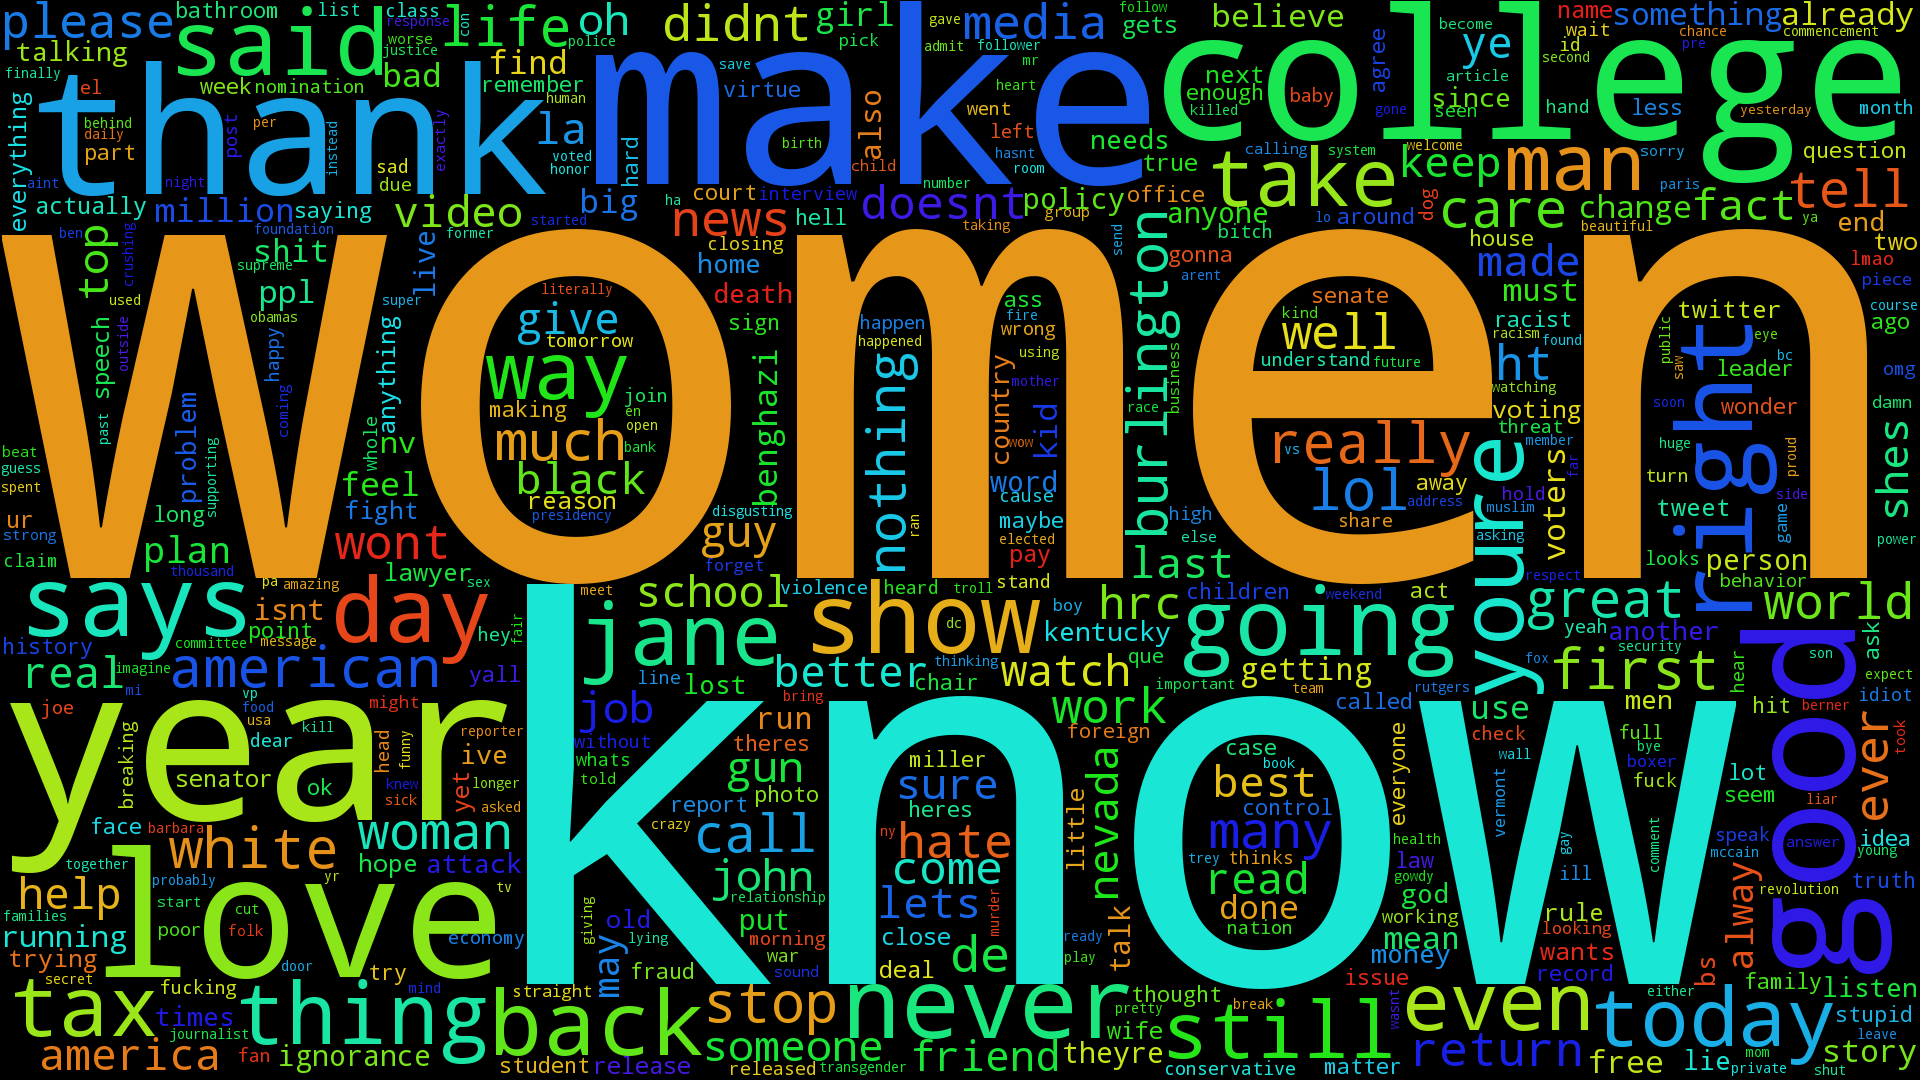 please
bathroom
list
class
response
con
life
oh
police
didnt
girl
pick
gave
media
follow
gets
believe
become
name
something
already
talking
said
worse
justice
find
admit
follower
mr
ye
id
wait
chance
pre
commencement
finally
el
week
nomination
bad
remember
human
save
virtue
make
heart
next
enough
killed
baby
college
agree
article
since
seen
second
hand
gone
less
yesterday
month
everything
behind
daily
part
post
per
instead
thank
exactly
sad
due
la
voted
honor
hard
birth
also
child
went
left
hasnt
room
needs
true
calling
system
welcome
take
keep
man
sorry
paris
question
tell
aint
night
actually
million
saying
video
started
big
court
interview
ha
hell
doesnt
number
policy
group
taking
office
anyone
bitch
lo
around
dog
care
change
beautiful
fact
ya
end
two
ben
crushing
foundation
shit
supreme
former
live
news
closing
home
send
gonna
arent
house
made
lmao
piece
top
used
ppl
obamas
super
women
literally
give
tomorrow
death
sign
happen
happened
ass
fire
wrong
using
burlington
business
senate
kind
well
understand
future
must
racist
racism
found
twitter
public
eye
saw
bc
leader
course
ago
omg
speech
outside
happy
anything
way
making
join
en
open
benghazi
nothing
country
mother
kid
race
ht
watching
voting
threat
right
soon
wonder
damn
past
coming
problem
whole
nv
much
black
bank
wow
really
vs
member
huge
proud
shes
beat
guess
spent
supporting
feel
reason
presidency
word
cause
lol
away
address
share
youre
hold
muslim
voters
far
turn
side
tweet
game
ur
strong
claim
long
plan
fight
wont
disgusting
guy
forget
ran
maybe
elected
pay
high
else
last
asking
respect
looks
person
behavior
power
thousand
pa
amazing
lawyer
sex
meet
school
violence
heard
troll
stand
hrc
children
weekend
act
great
world
says
isnt
point
message
day
hey
fair
jane
show
dc
boy
kentucky
going
yeah
another
security
good
son
ask
history
committee
real
imagine
american
yall
line
lost
better
chair
thinking
watch
que
important
getting
team
fox
rutgers
first
hear
expect
idiot
mi
joe
vp
food
usa
kill
dear
might
head
funny
year
reporter
ive
job
without
whats
told
bring
run
theres
know
work
foreign
called
use
check
men
full
bye
hit
berner
ever
took
breaking
senator
ok
knew
sick
yet
longer
asked
gun
photo
miller
sure
heres
nevada
case
book
best
control
everyone
wall
vermont
boxer
fuck
lot
seem
liar
face
barbara
white
woman
report
crazy
call
ny
hate
little
many
trey
thinks
health
law
gowdy
gay
comment
speak
mccain
answer
idea
young
together
probably
yr
hope
attack
tv
john
relationship
come
read
god
ill
revolution
truth
help
start
love
lets
murder
done
working
rule
looking
families
running
poor
cut
folk
economy
giving
old
lying
put
morning
close
ready
talk
nation
mean
money
wants
alway
trying
secret
door
try
mind
may
fraud
war
sound
deal
de
play
issue
record
bs
family
listen
tax
fucking
times
journalist
thing
straight
back
stop
never
thought
pretty
break
still
wasnt
even
either
today
stupid
leave
america
fan
ignorance
student
release
someone
released
transgender
friend
theyre
wife
conservative
matter
return
free
lie
mom
private
shut
story